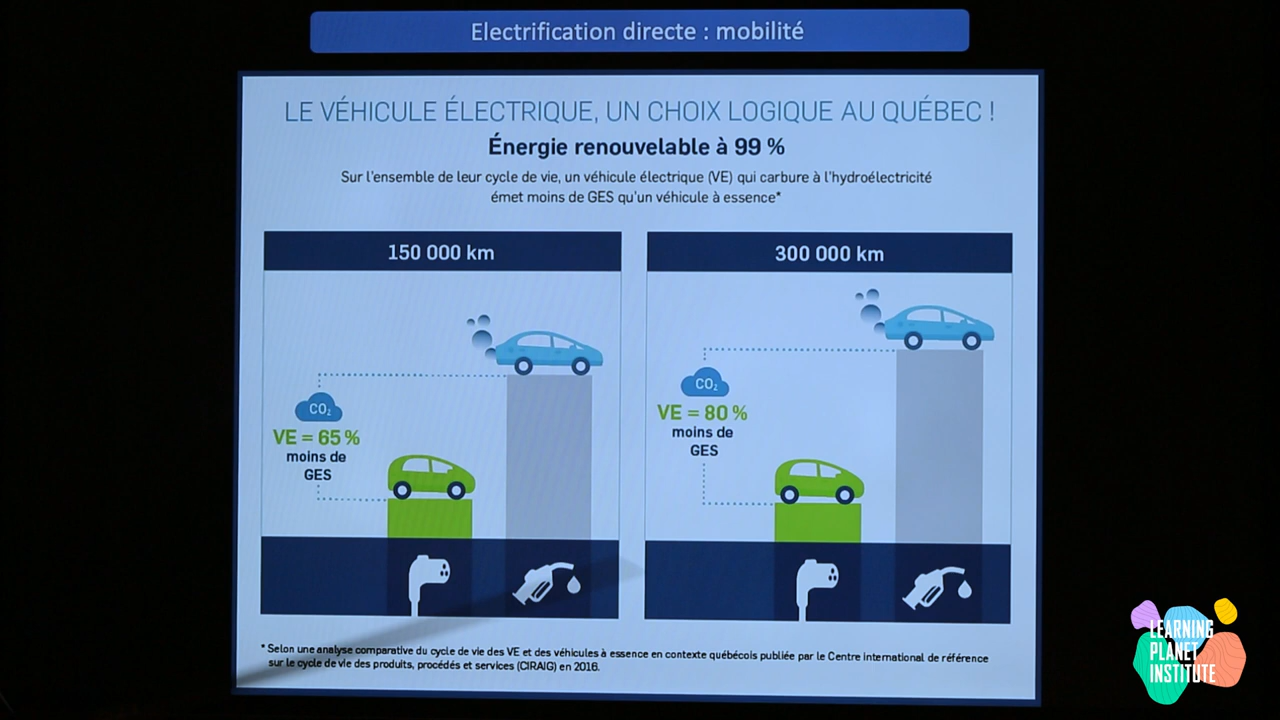 Electrification directe : mobilité
LE VÉHICULE ÉLECTRIQUE, UN CHOIX LOGIQUE AU QUÉBEC !
Énergie renouvelable à 99 %
Sur l'ensemble de leur cycle de vie, un véhicule électrique (VE) qui carbure à l'hydroélectricité
émet moins de GES qu'un véhicule à essence*
150 000 km
CO₂
VE = 65 %
moins de
GES
300 000 km
CO₂
VE = 80 %
moins de
GES
* Selon une analyse comparative du cycle de vie des VE et des véhicules à essence en contexte québécois publiée par le Centre international de référence
sur le cycle de vie des produits, procédés et services (CIRAIG) en 2016.
LEARNING
PLANET
INSTITUTE